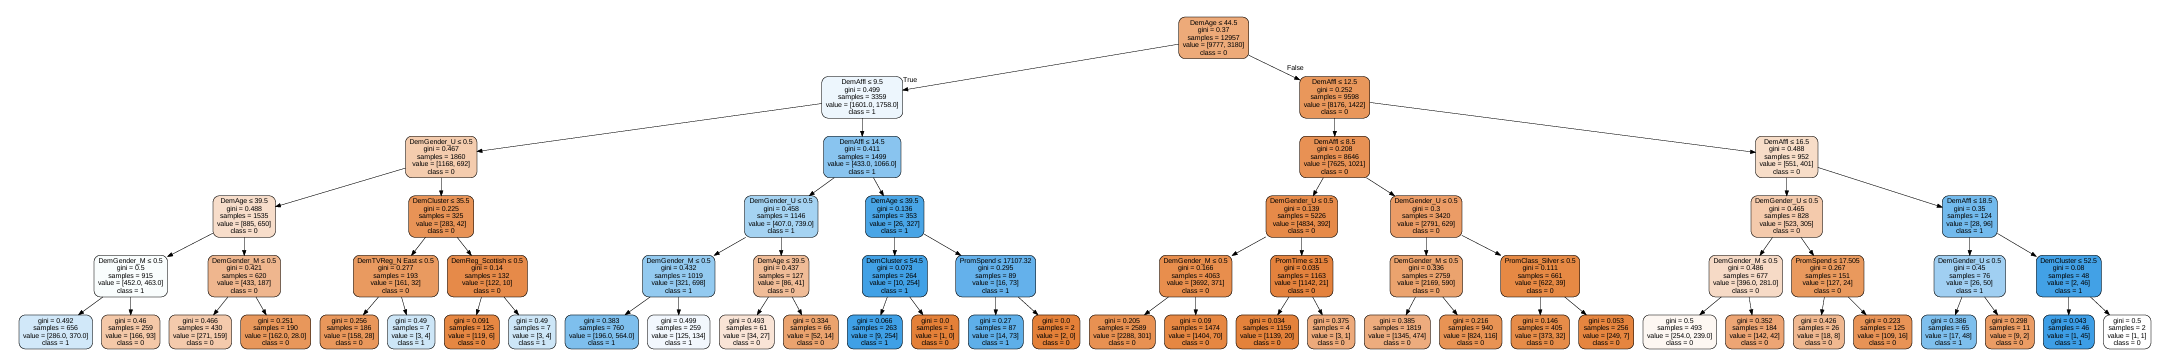 DemAge ≤ 44.5
gini = 0.37
samples = 12957
value = [9777, 3180]
class = 0
True
False
DemAffl ≤ 9.5
gini = 0.499
samples = 3359
value = [1601.0, 1758.0]
class = 1
DemAffl ≤ 12.5
gini = 0.252
samples = 9598
value = [8176, 1422]
class = 0
DemGender_U ≤ 0.5
gini = 0.467
samples = 1860
value = [1168, 692]
class = 0
DemAffl ≤ 14.5
gini = 0.411
samples = 1499
value = [433.0, 1066.0]
class = 1
DemAffl ≤ 8.5
gini = 0.208
samples = 8646
value = [7625, 1021]
class = 0
DemAffl ≤ 16.5
gini = 0.488
samples = 952
value = [551, 401]
class = 0
DemAge ≤ 39.5
gini = 0.488
samples = 1535
value = [885, 650]
class = 0
DemCluster ≤ 35.5
gini = 0.225
samples = 325
value = [283, 42]
class = 0
DemGender_U ≤ 0.5
gini = 0.458
samples = 1146
value = [407.0, 739.0]
class = 1
DemAge ≤ 39.5
gini = 0.136
samples = 353
value = [26, 327]
class = 1
DemGender_U ≤ 0.5
gini = 0.139
samples = 5226
value = [4834, 392]
class = 0
DemGender_U ≤ 0.5
gini = 0.3
samples = 3420
value = [2791, 629]
class = 0
DemGender_U ≤ 0.5
gini = 0.465
samples = 828
value = [523, 305]
class = 0
DemAffl ≤ 18.5
gini = 0.35
samples = 124
value = [28, 96]
class = 1
DemGender_M ≤ 0.5
gini = 0.5
samples = 915
value = [452.0, 463.0]
class = 1
DemGender_M ≤ 0.5
gini = 0.421
samples = 620
value = [433, 187]
class = 0
DemTVReg_N East ≤ 0.5
gini = 0.277
samples = 193
value = [161, 32]
class = 0
DemReg_Scottish ≤ 0.5
gini = 0.14
samples = 132
value = [122, 10]
class = 0
DemGender_M ≤ 0.5
gini = 0.432
samples = 1019
value = [321, 698]
class = 1
DemAge ≤ 39.5
gini = 0.437
samples = 127
value = [86, 41]
class = 0
DemCluster ≤ 54.5
gini = 0.073
samples = 264
value = [10, 254]
class = 1
PromSpend ≤ 17107.32
gini = 0.295
samples = 89
value = [16, 73]
class = 1
DemGender_M ≤ 0.5
gini = 0.166
samples = 4063
value = [3692, 371]
class = 0
PromTime ≤ 31.5
gini = 0.035
samples = 1163
value = [1142, 21]
class = 0
DemGender_M ≤ 0.5
gini = 0.336
samples = 2759
value = [2169, 590]
class = 0
PromClass_Silver ≤ 0.5
gini = 0.111
samples = 661
value = [622, 39]
class = 0
DemGender_M ≤ 0.5
gini = 0.486
samples = 677
value = [396.0, 281.0]
class = 0
PromSpend ≤ 17.505
gini = 0.267
samples = 151
value = [127, 24]
class = 0
DemGender_U ≤ 0.5
gini = 0.45
samples = 76
value = [26, 50]
class = 1
DemCluster ≤ 52.5
gini = 0.08
samples = 48
value = [2, 46]
class = 1
gini = 0.492
samples = 656
value = [286.0, 370.0]
class = 1
gini = 0.46
samples = 259
value = [166, 93]
class = 0
gini = 0.466
samples = 430
value = [271, 159]
class = 0
gini = 0.251
samples = 190
value = [162.0, 28.0]
class = 0
gini = 0.256
samples = 186
value = [158, 28]
class = 0
gini = 0.49
samples = 7
value = [3, 4]
class = 1
gini = 0.091
samples = 125
value = [119, 6]
class = 0
gini = 0.49
samples = 7
value = [3, 4]
class = 1
gini = 0.383
samples = 760
value = [196.0, 564.0]
class = 1
gini = 0.499
samples = 259
value = [125, 134]
class = 1
gini = 0.493
samples = 61
value = [34, 27]
class = 0
gini = 0.334
samples = 66
value = [52, 14]
class = 0
gini = 0.066
samples = 263
value = [9, 254]
class = 1
gini = 0.0
samples = 1
value = [1, 0]
class = 0
gini = 0.27
samples = 87
value = [14, 73]
class = 1
gini = 0.0
samples = 2
value = [2, 0]
class = 0
gini = 0.205
samples = 2589
value = [2288, 301]
class = 0
gini = 0.09
samples = 1474
value = [1404, 70]
class = 0
gini = 0.034
samples = 1159
value = [1139, 20]
class = 0
gini = 0.375
samples = 4
value = [3, 1]
class = 0
gini = 0.385
samples = 1819
value = [1345, 474]
class = 0
gini = 0.216
samples = 940
value = [824, 116]
class = 0
gini = 0.146
samples = 405
value = [373, 32]
class = 0
gini = 0.053
samples = 256
value = [249, 7]
class = 0
gini = 0.5
samples = 493
value = [254.0, 239.0]
class = 0
gini = 0.352
samples = 184
value = [142, 42]
class = 0
gini = 0.426
samples = 26
value = [18, 8]
class = 0
gini = 0.223
samples = 125
value = [109, 16]
class = 0
gini = 0.386
samples = 65
value = [17, 48]
class = 1
gini = 0.298
samples = 11
value = [9, 2]
class = 0
gini = 0.043
samples = 46
value = [1, 45]
class = 1
gini = 0.5
samples = 2
value = [1, 1]
class = 0